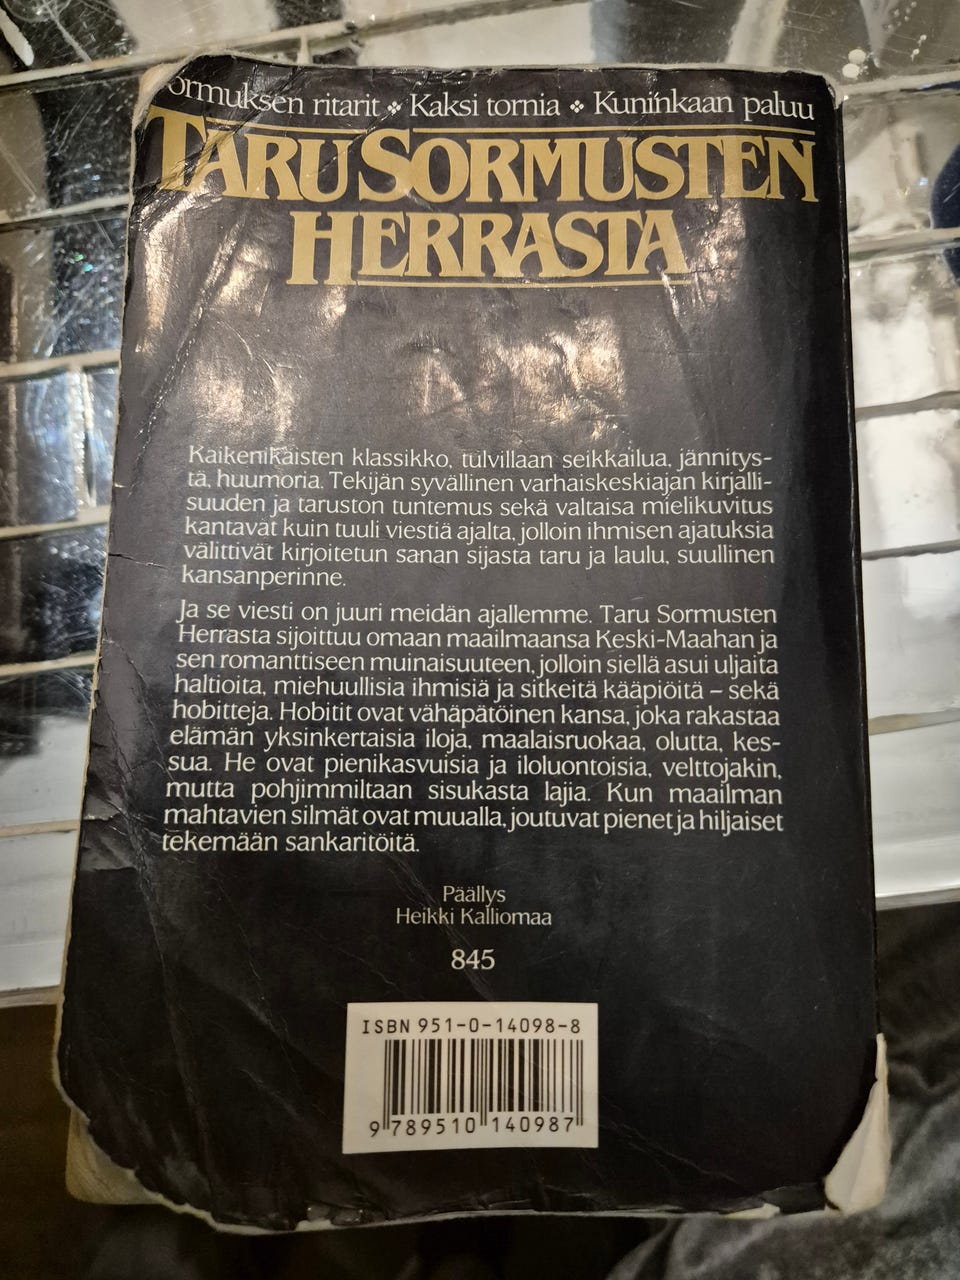 ormuksen ritarit ❖ Kaksi tornia ❖ Kuninkaan paluu
TARU SORMUSTEN
HERRASTA
Kaikenikäisten klassikko, tulvillaan seikkailua, jännitys-
tä, huumoria. Tekijän syvällinen varhaiskeskiajan kirjalli-
suuden ja taruston tuntemus sekä valtaisa mielikuvitus
kantavat kuin tuuli viestiä ajalta, jolloin ihmisen ajatuksia
välittivät kirjoitetun sanan sijasta taru ja laulu, suullinen
kansanperinne.
Ja se viesti on juuri meidän ajallemme. Taru Sormusten
Herrasta sijoittuu omaan maailmaansa Keski-Maahan ja
sen romanttiseen muinaisuuteen, jolloin siellä asui uljaita
haltioita, miehuullisia ihmisiä ja sitkeitä kääpiöitä – sekä
hobitteja. Hobitit ovat vähäpätöinen kansa, joka rakastaa
elämän yksinkertaisia iloja, maalaisruokaa, olutta, kes-
sua. He ovat pienikasvuisia ja iloluontoisia, velttojakin,
mutta pohjimmiltaan sisukasta lajia. Kun maailman
mahtavien silmät ovat muualla, joutuvat pienet ja hiljaiset
tekemään sankaritöitä.
Päällys
Heikki Kalliomaa
845
ISBN 951-0-14098-8
9 789510 140987